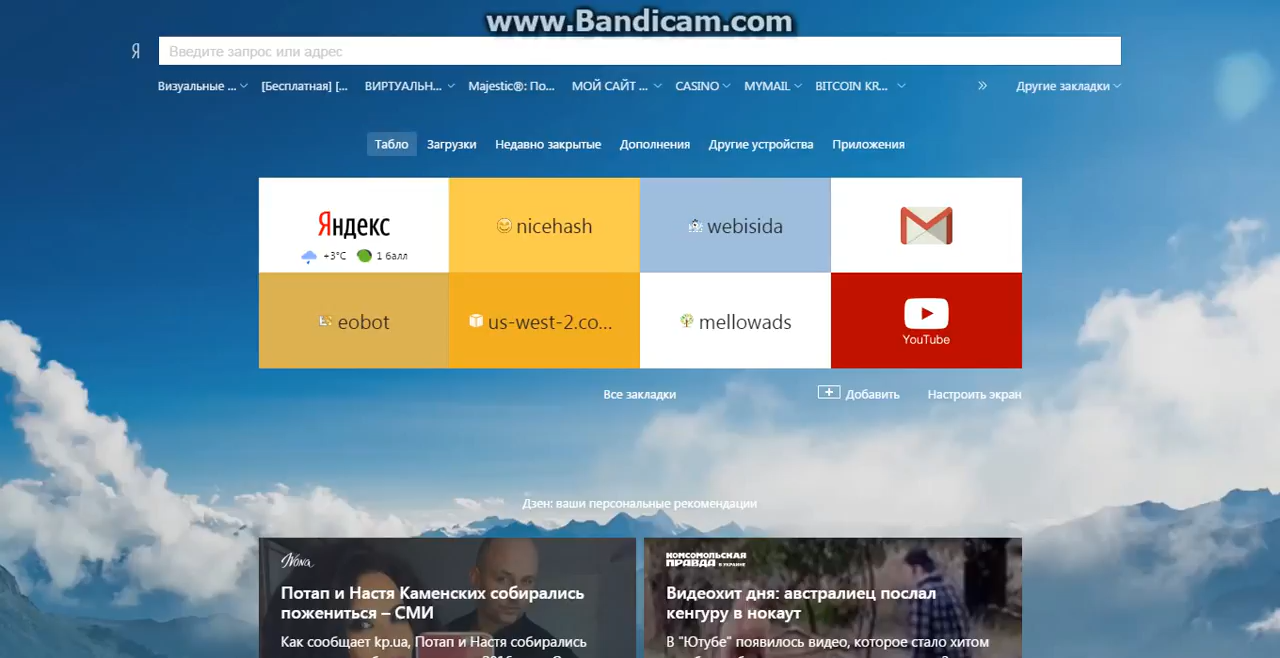 www.Bandicam.com
Я Введите запрос или адрес
Визуальные ... [Бесплатная] [... ВИРТУАЛЬН... Majestic®: По... МОЙ САЙТ ... CASINO MYMAIL BITCOIN KR... » Другие закладки
Табло Загрузки Недавно закрытые Дополнения Другие устройства Приложения
Яндекс nicehash webisida
+3°C 1 балл
eobot us-west-2.co... mellowads YouTube
Все закладки Добавить Настроить экран
Дзен: ваши персональные рекомендации
Wона
Потап и Настя Каменских собирались
пожениться – СМИ
Как сообщает kp.ua, Потап и Настя собирались
КОМСОМОЛЬСКАЯ
ПРАВДА В УКРАИНЕ
Видеохит дня: австралиец послал
кенгуру в нокаут
В "Ютубе" появилось видео, которое стало хитом